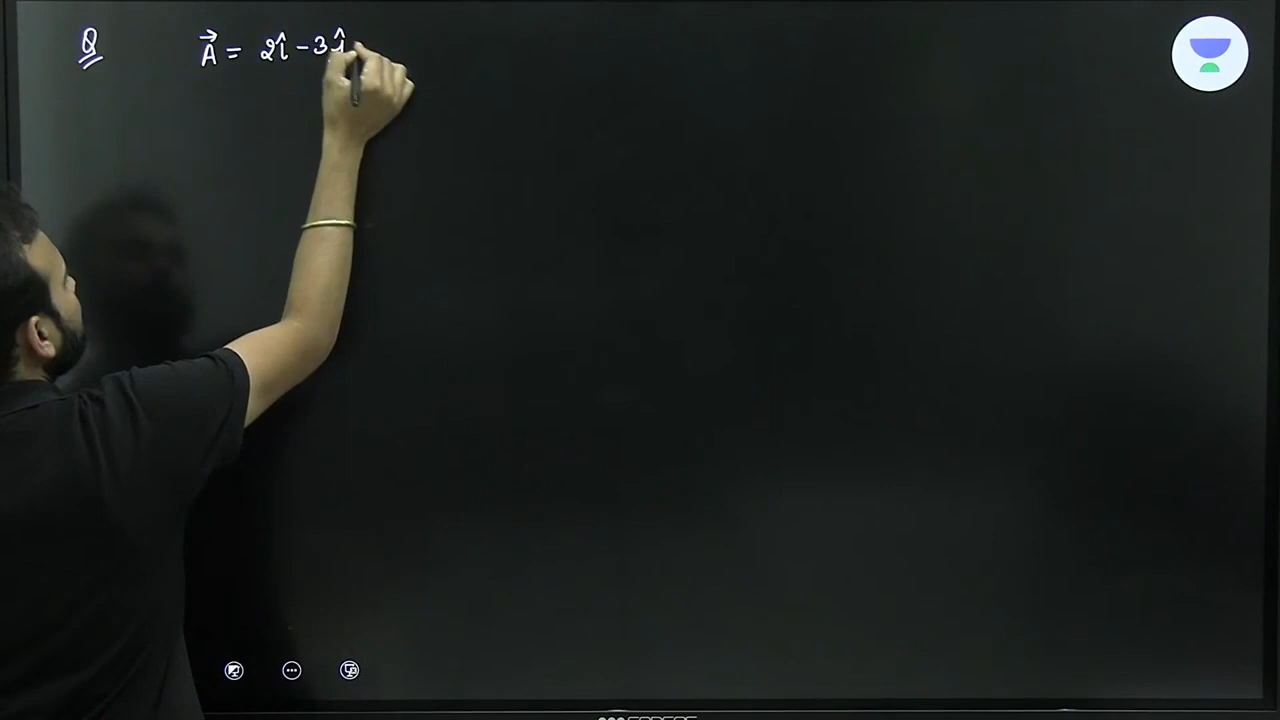 Q A⃗ = 2î - 3ĵ